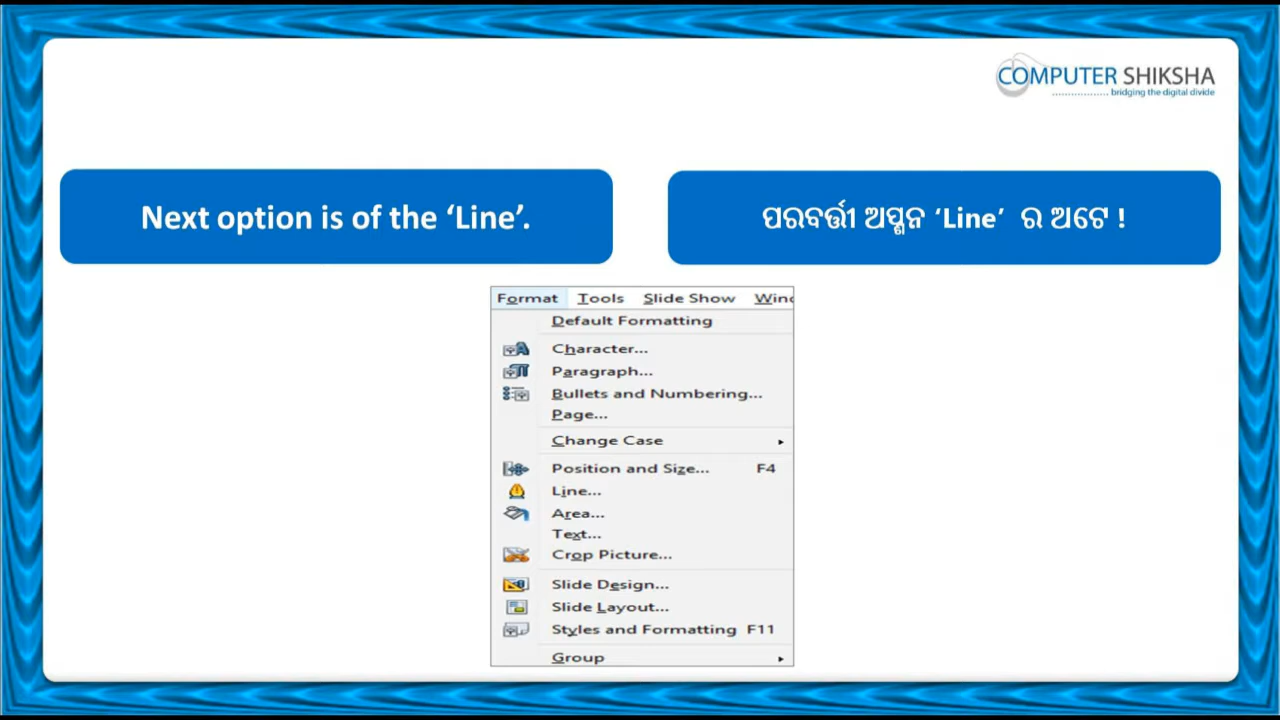 COMPUTER SHIKSHA
bridging the digital divide
Next option is of the ‘Line’.
ପରବର୍ତ୍ତୀ ଅପ୍ଶନ ‘Line’ ର ଅଟେ !
Format Tools Slide Show Wind
Default Formatting
Character...
Paragraph...
Bullets and Numbering...
Page...
Change Case
Position and Size... F4
Line...
Area...
Text...
Crop Picture...
Slide Design...
Slide Layout...
Styles and Formatting F11
Group